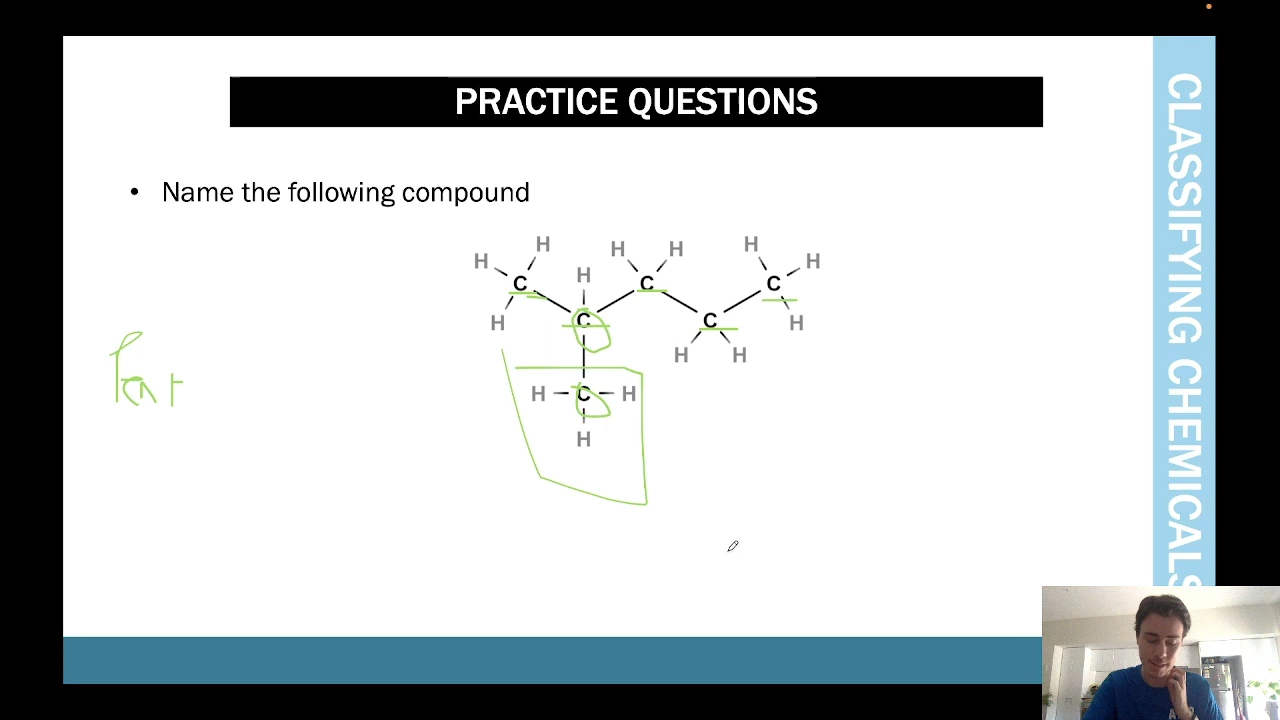 PRACTICE QUESTIONS
CLASSIFYING CHEMICALS
• Name the following compound
H H H H H H
H
C C C
C C
H H
H H
H C H
H